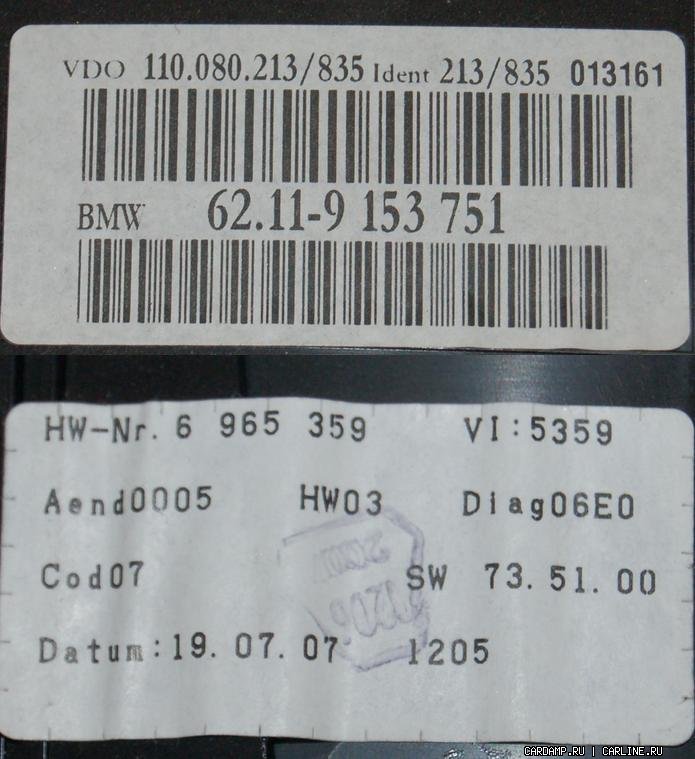 VDO 110.080.213/835 Ident 213/835 013161
BMW 62.11-9 153 751
HW-Nr. 6 965 359 VI:5359
Aend0005 HW03 Diag06E0
Cod07 SW 73.51.00
Datum:19.07.07 1205
CARDAMP.RU | CARLINE.RU